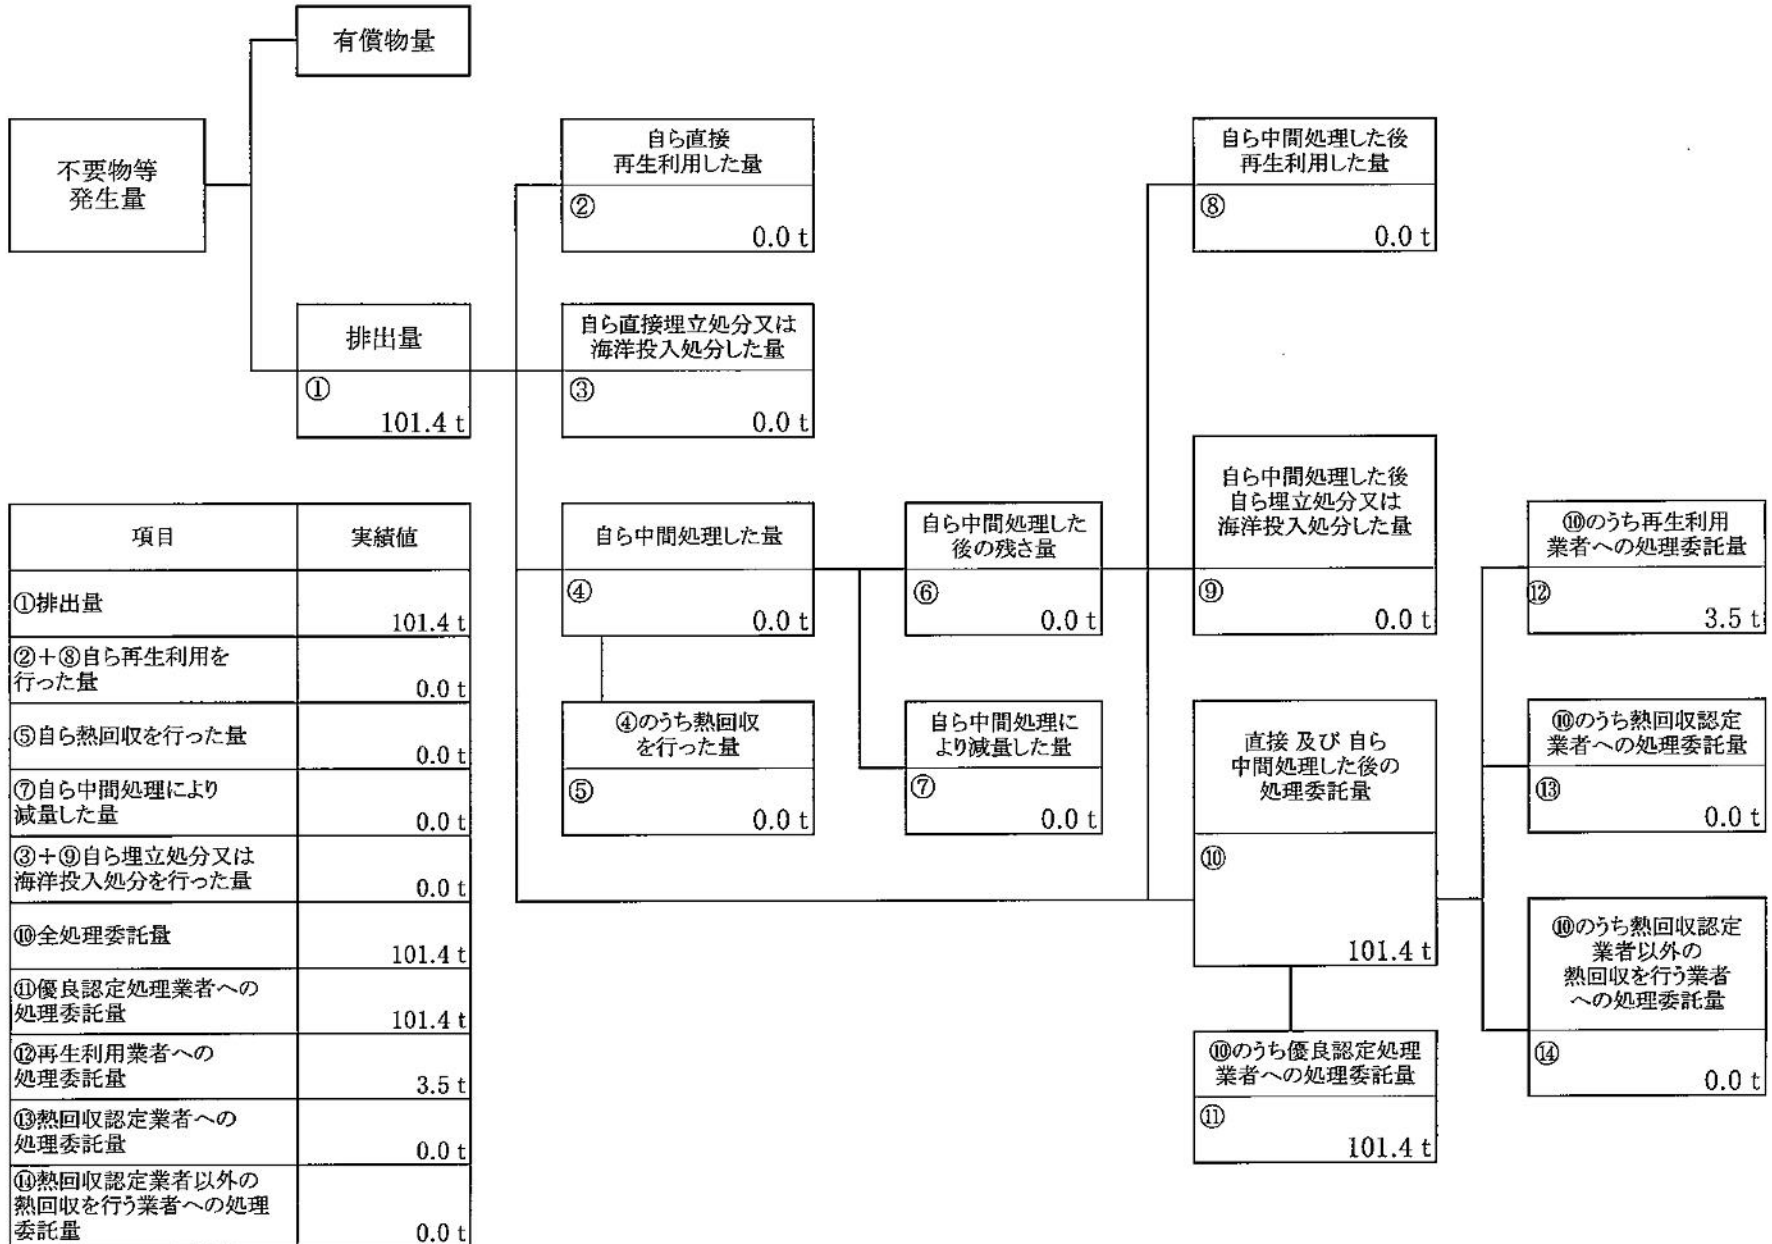 有償物量
不要物等
発生量
自ら直接
再生利用した量
②
0.0 t
自ら中間処理した後
再生利用した量
⑧
0.0 t
排出量
①
101.4 t
自ら直接埋立処分又は
海洋投入処分した量
③
0.0 t
自ら中間処理した量
④
0.0 t
自ら中間処理した
後の残さ量
⑥
0.0 t
自ら中間処理した後
自ら埋立処分又は
海洋投入処分した量
⑨
0.0 t
⑩のうち再生利用
業者への処理委託量
⑫
3.5 t
④のうち熱回収
を行った量
⑤
0.0 t
自ら中間処理に
より減量した量
⑦
0.0 t
直接 及び 自ら
中間処理した後の
処理委託量
⑩
101.4 t
⑩のうち熱回収認定
業者への処理委託量
⑬
0.0 t
⑩のうち熱回収認定
業者以外の
熱回収を行う業者
への処理委託量
⑭
0.0 t
⑩のうち優良認定処理
業者への処理委託量
⑪
101.4 t
項目 実績値
①排出量
101.4 t
②+⑧自ら再生利用を
行った量 0.0 t
⑤自ら熱回収を行った量
0.0 t
⑦自ら中間処理により
減量した量 0.0 t
③+⑨自ら埋立処分又は
海洋投入処分を行った量 0.0 t
⑩全処理委託量
101.4 t
⑪優良認定処理業者への
処理委託量 101.4 t
⑫再生利用業者への
処理委託量 3.5 t
⑬熱回収認定業者への
処理委託量 0.0 t
⑭熱回収認定業者以外の
熱回収を行う業者への処理
委託量 0.0 t